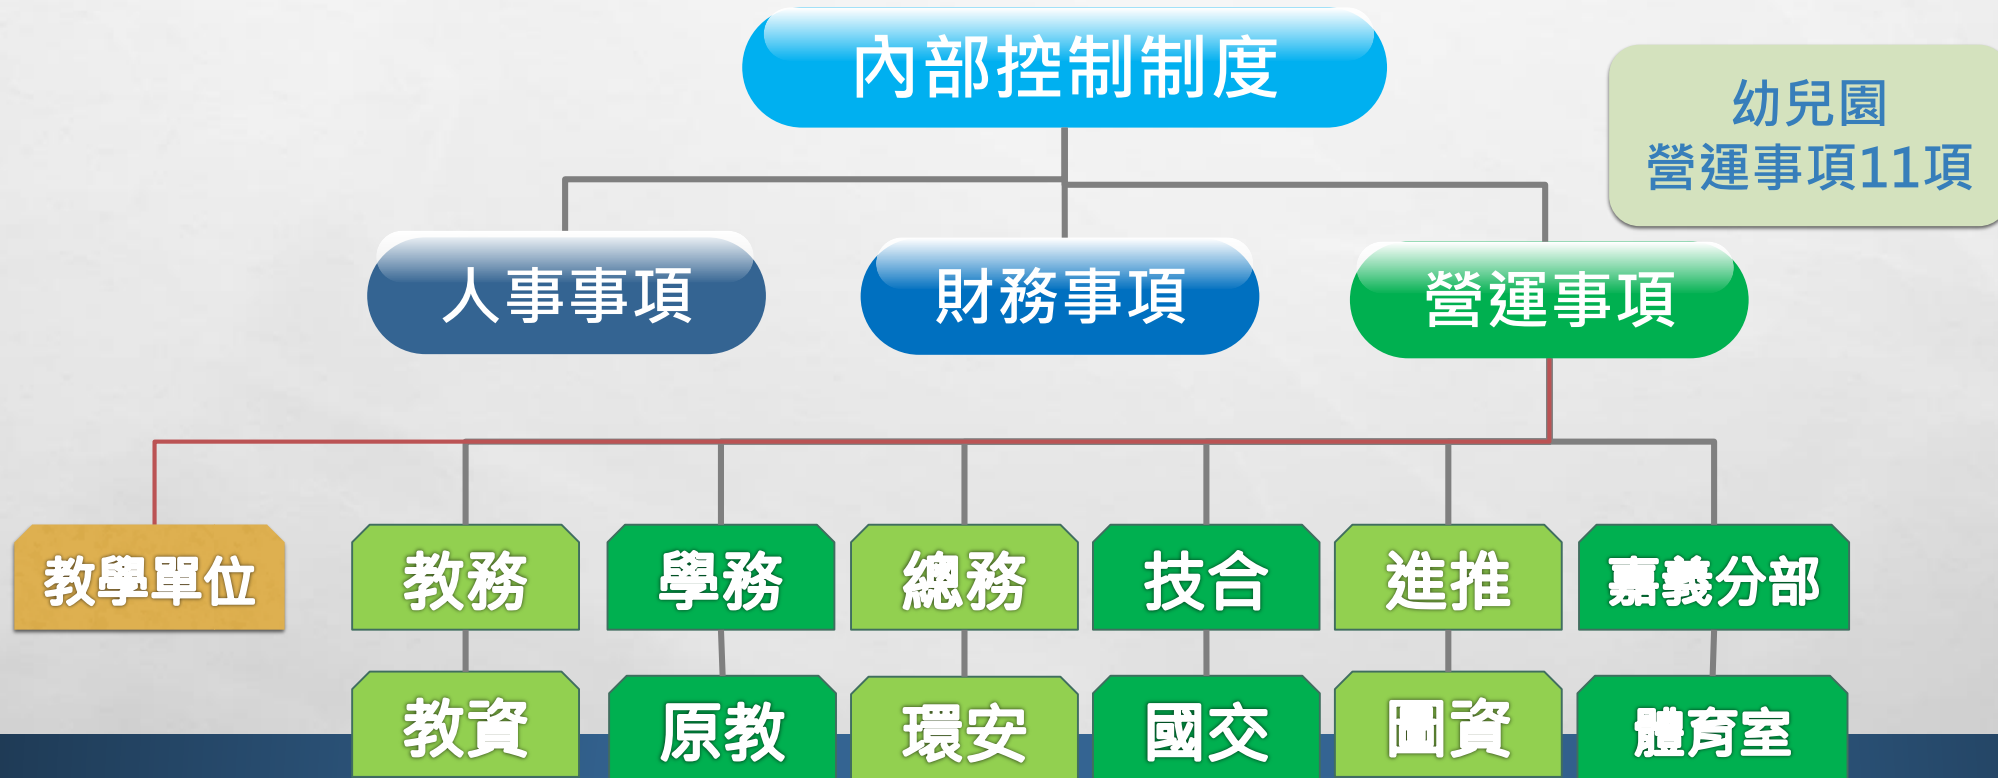 內部控制制度
幼兒園
營運事項11項
人事事項
財務事項
營運事項
教學單位
教務
學務
總務
技合
進推
嘉義分部
教資
原教
環安
國交
圖資
體育室